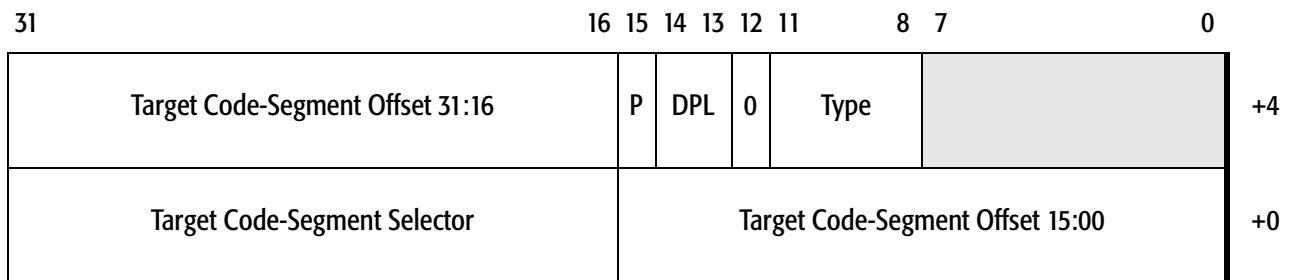 31 16 15 14 13 12 11 8 7 0
Target Code-Segment Offset 31:16 P DPL 0 Type +4
Target Code-Segment Selector Target Code-Segment Offset 15:00 +0